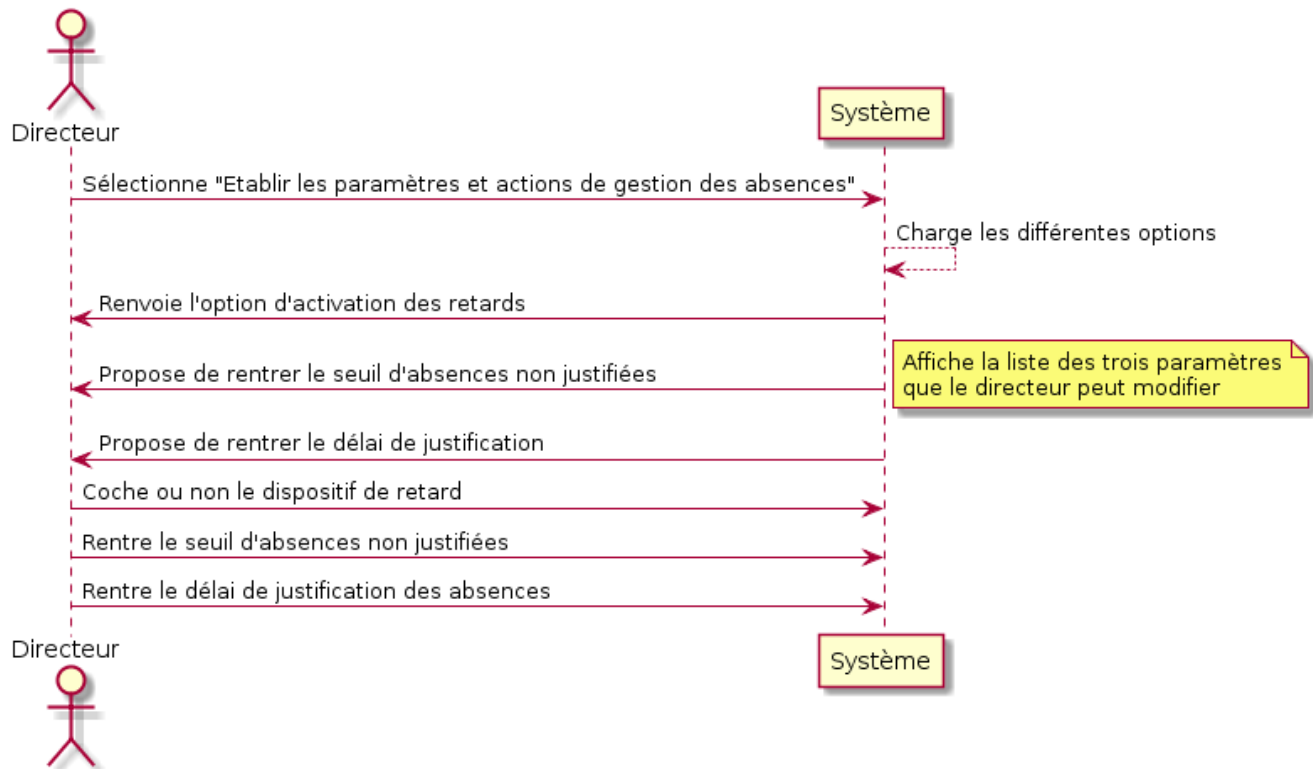 Directeur
Système
Sélectionne "Etablir les paramètres et actions de gestion des absences"
Charge les différentes options
Renvoie l'option d'activation des retards
Propose de rentrer le seuil d'absences non justifiées
Affiche la liste des trois paramètres
que le directeur peut modifier
Propose de rentrer le délai de justification
Coche ou non le dispositif de retard
Rentre le seuil d'absences non justifiées
Rentre le délai de justification des absences
Directeur
Système